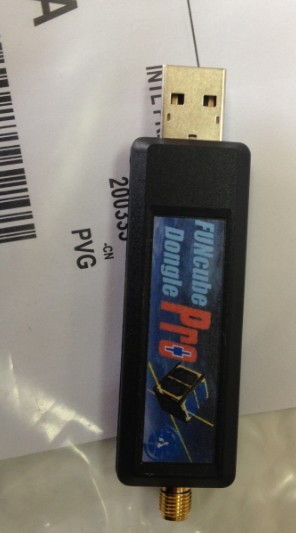 FUNcube
Dongle Pro+
A
200335
.CN
PVG